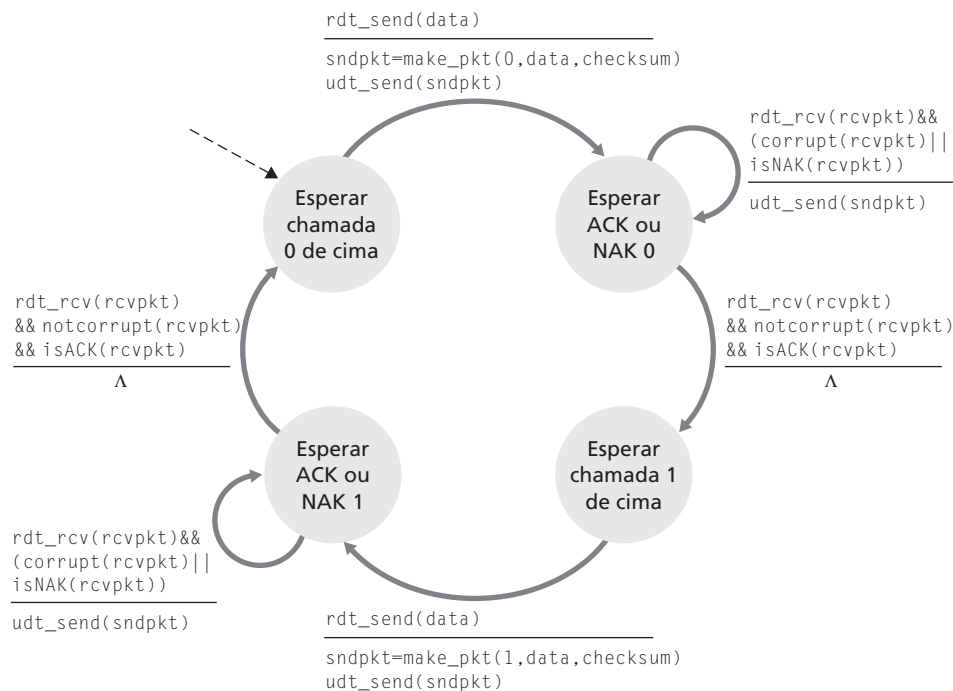 rdt_send(data)
sndpkt=make_pkt(0,data,checksum)
udt_send(sndpkt)
rdt_rcv(rcvpkt)&&
(corrupt(rcvpkt)||
isNAK(rcvpkt))
udt_send(sndpkt)
Esperar
chamada
0 de cima
Esperar
ACK ou
NAK 0
rdt_rcv(rcvpkt)
&& notcorrupt(rcvpkt)
&& isACK(rcvpkt)
Λ
rdt_rcv(rcvpkt)
&& notcorrupt(rcvpkt)
&& isACK(rcvpkt)
Λ
Esperar
ACK ou
NAK 1
Esperar
chamada 1
de cima
rdt_rcv(rcvpkt)&&
(corrupt(rcvpkt)||
isNAK(rcvpkt))
udt_send(sndpkt)
rdt_send(data)
sndpkt=make_pkt(1,data,checksum)
udt_send(sndpkt)